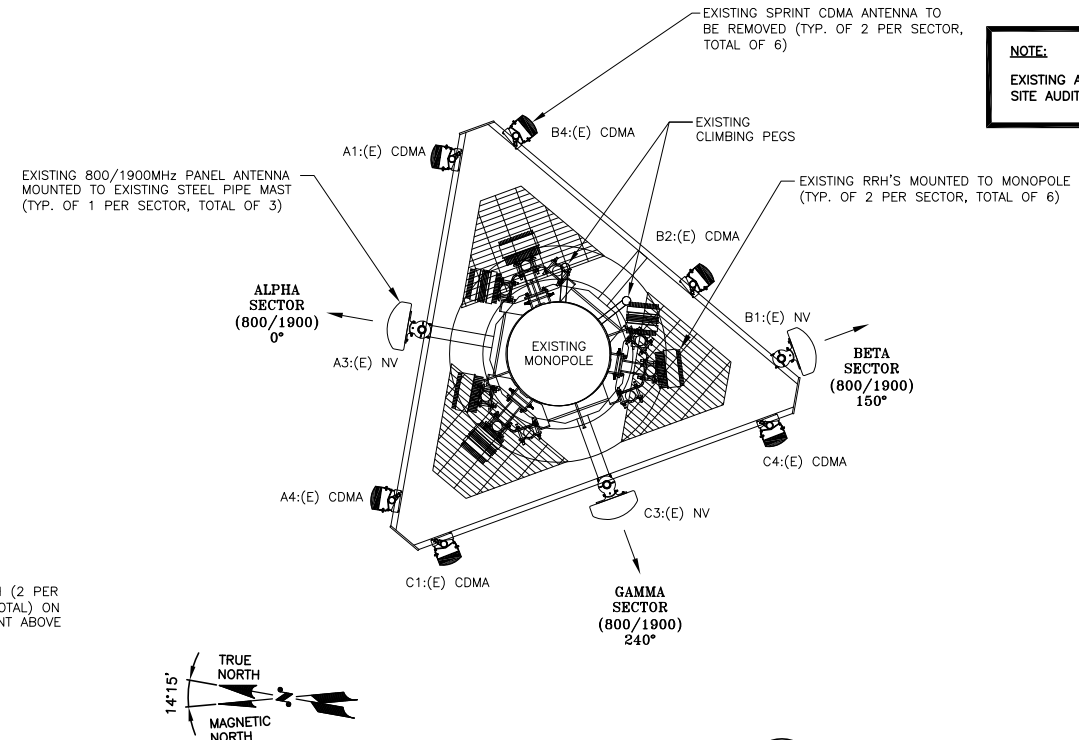 EXISTING SPRINT CDMA ANTENNA TO
BE REMOVED (TYP. OF 2 PER SECTOR,
TOTAL OF 6)
NOTE:
EXISTING A
SITE AUDIT
B4:(E) CDMA
EXISTING
CLIMBING PEGS
A1:(E) CDMA
EXISTING 800/1900MHz PANEL ANTENNA
MOUNTED TO EXISTING STEEL PIPE MAST
(TYP. OF 1 PER SECTOR, TOTAL OF 3)
EXISTING RRH'S MOUNTED TO MONOPOLE
(TYP. OF 2 PER SECTOR, TOTAL OF 6)
B2:(E) CDMA
ALPHA
SECTOR
(800/1900)
0°
B1:(E) NV
EXISTING
MONOPOLE
A3:(E) NV
BETA
SECTOR
(800/1900)
150°
C4:(E) CDMA
A4:(E) CDMA
C3:(E) NV
C1:(E) CDMA
GAMMA
SECTOR
(800/1900)
240°
(2 PER
OTAL) ON
NT ABOVE
TRUE
NORTH
14°15'
MAGNETIC
NORTH